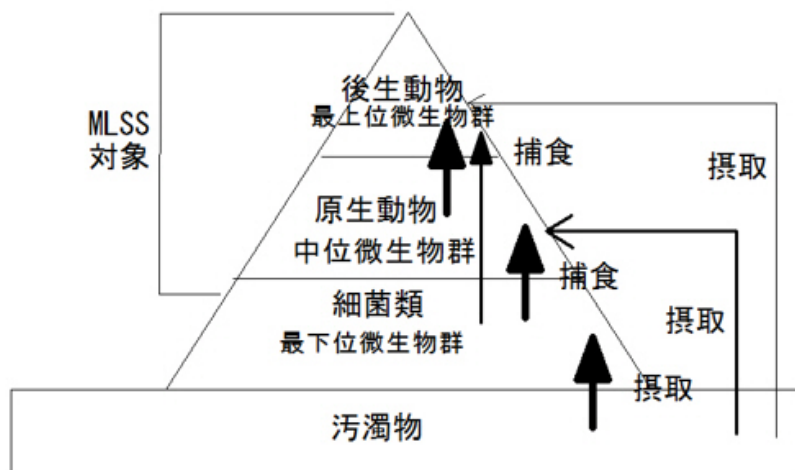 後生動物
最上位微生物群
MLSS
対象
捕食
摂取
原生動物
中位微生物群
捕食
細菌類
最下位微生物群
摂取
摂取
汚濁物